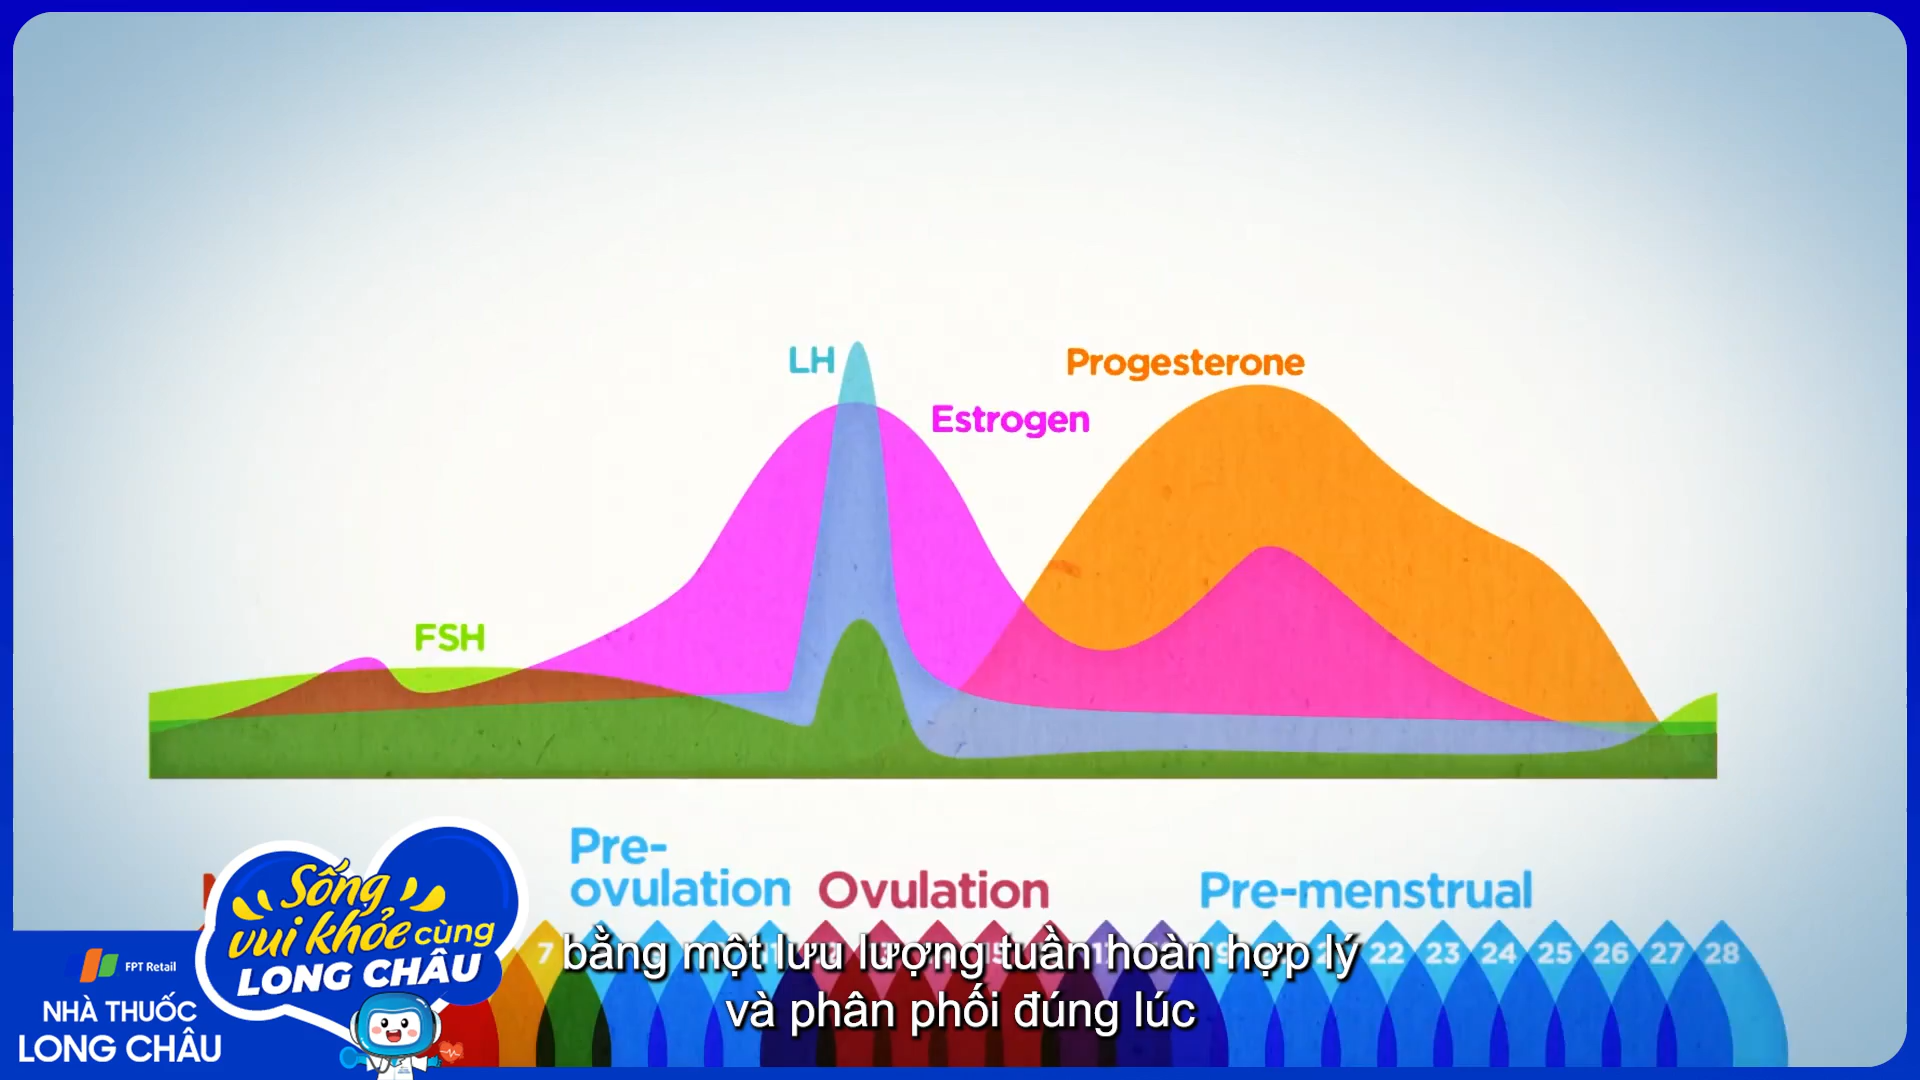 LH
Progesterone
Estrogen
FSH
Pre-
ovulation
Ovulation
Pre-menstrual
7
22 23 24 25 26 27 28
bằng một lưu lượng tuần hoàn hợp lý
và phân phối đúng lúc
Sống
vui khỏe cùng
LONG CHÂU
FPT Retail
NHÀ THUỐC
LONG CHÂU